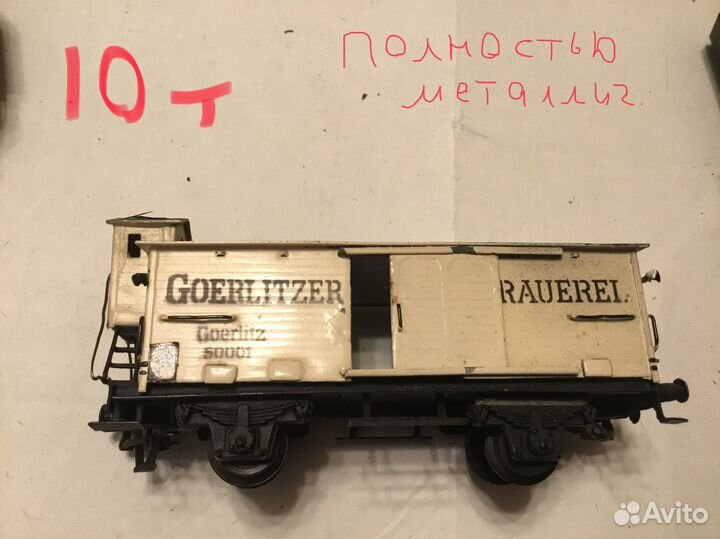 10т
полностью
металлич.
GOERLITZER RAUEREI.
Goerlitz
50001
Avito